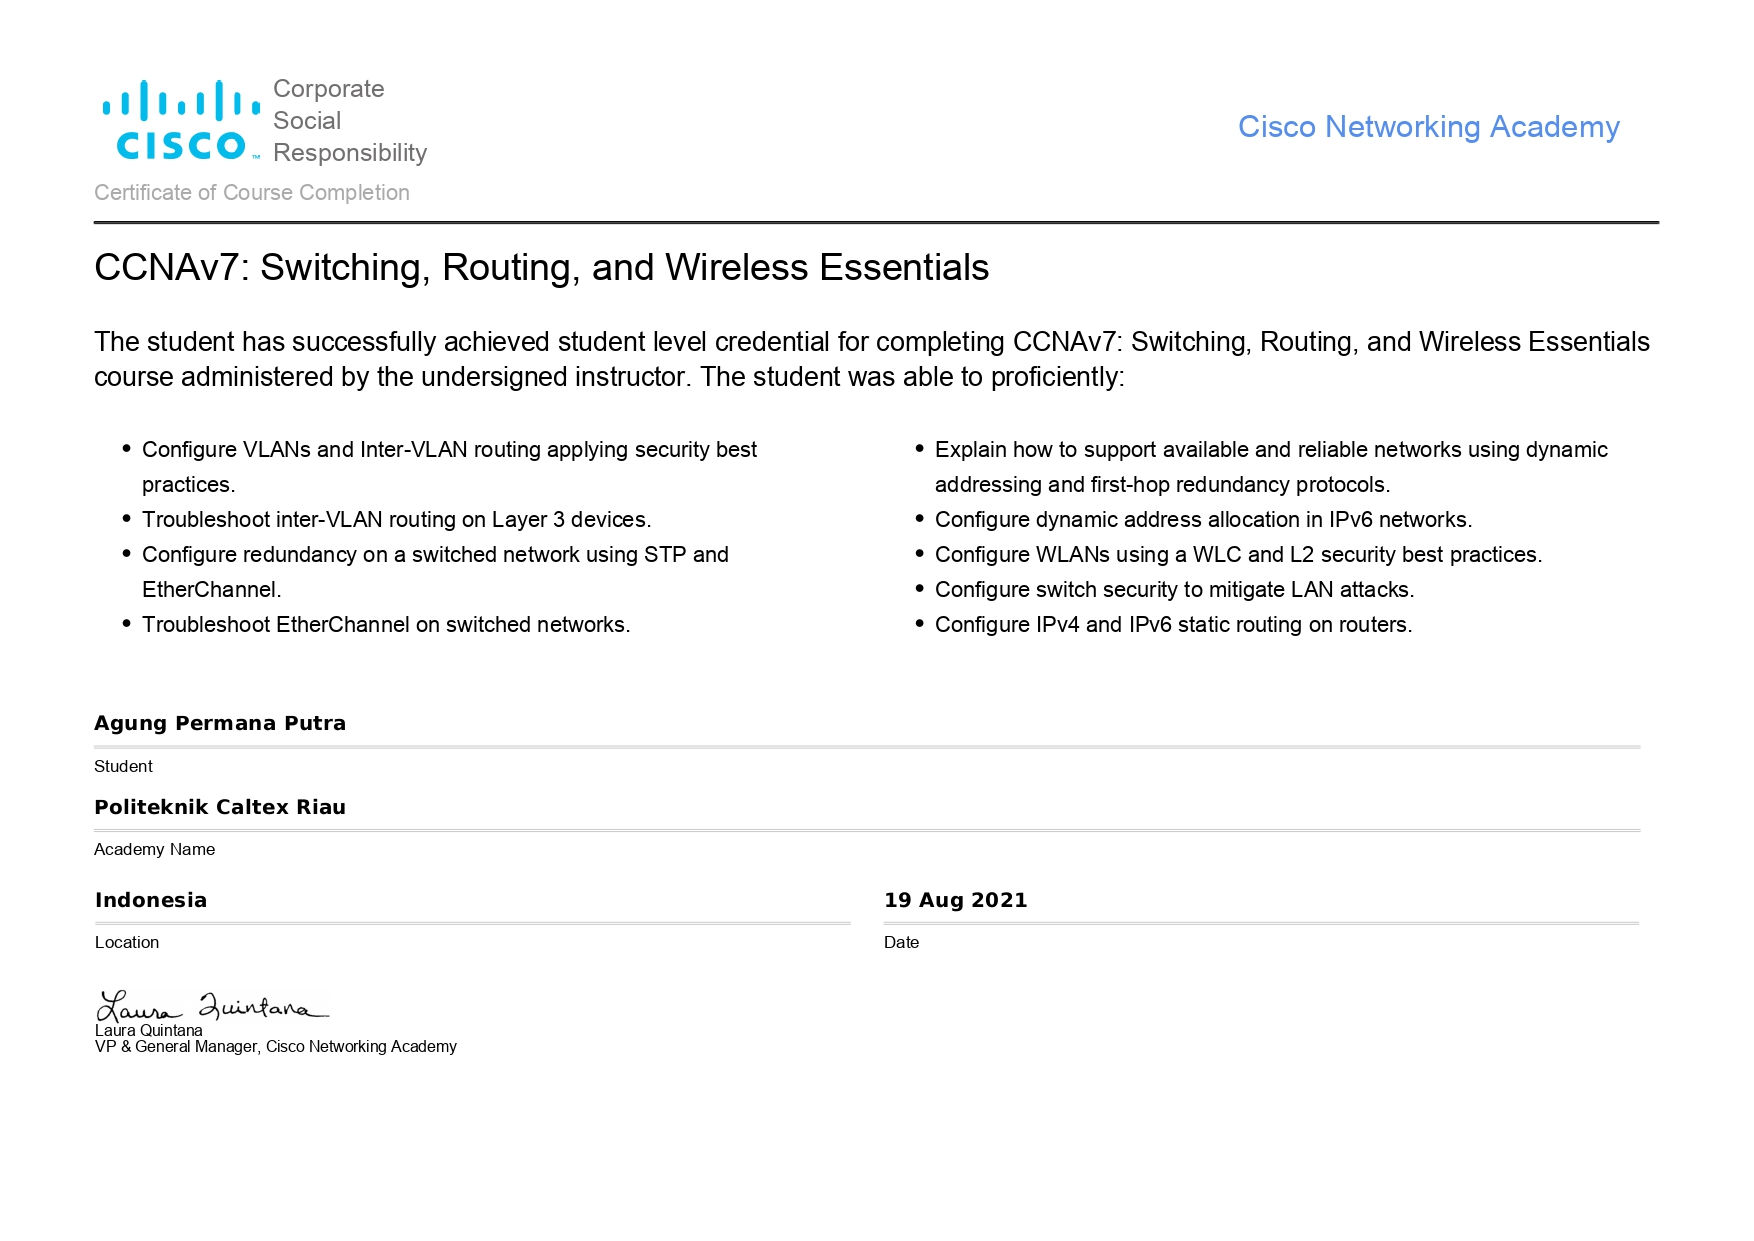 Corporate
Social
Responsibility
CISCO™
Cisco Networking Academy
Certificate of Course Completion
CCNAv7: Switching, Routing, and Wireless Essentials
The student has successfully achieved student level credential for completing CCNAv7: Switching, Routing, and Wireless Essentials
course administered by the undersigned instructor. The student was able to proficiently:
• Configure VLANs and Inter-VLAN routing applying security best
practices.
• Troubleshoot inter-VLAN routing on Layer 3 devices.
• Configure redundancy on a switched network using STP and
EtherChannel.
• Troubleshoot EtherChannel on switched networks.
• Explain how to support available and reliable networks using dynamic
addressing and first-hop redundancy protocols.
• Configure dynamic address allocation in IPv6 networks.
• Configure WLANs using a WLC and L2 security best practices.
• Configure switch security to mitigate LAN attacks.
• Configure IPv4 and IPv6 static routing on routers.
Agung Permana Putra
Student
Politeknik Caltex Riau
Academy Name
Indonesia
Location
19 Aug 2021
Date
Laura Quintana
Laura Quintana
VP & General Manager, Cisco Networking Academy